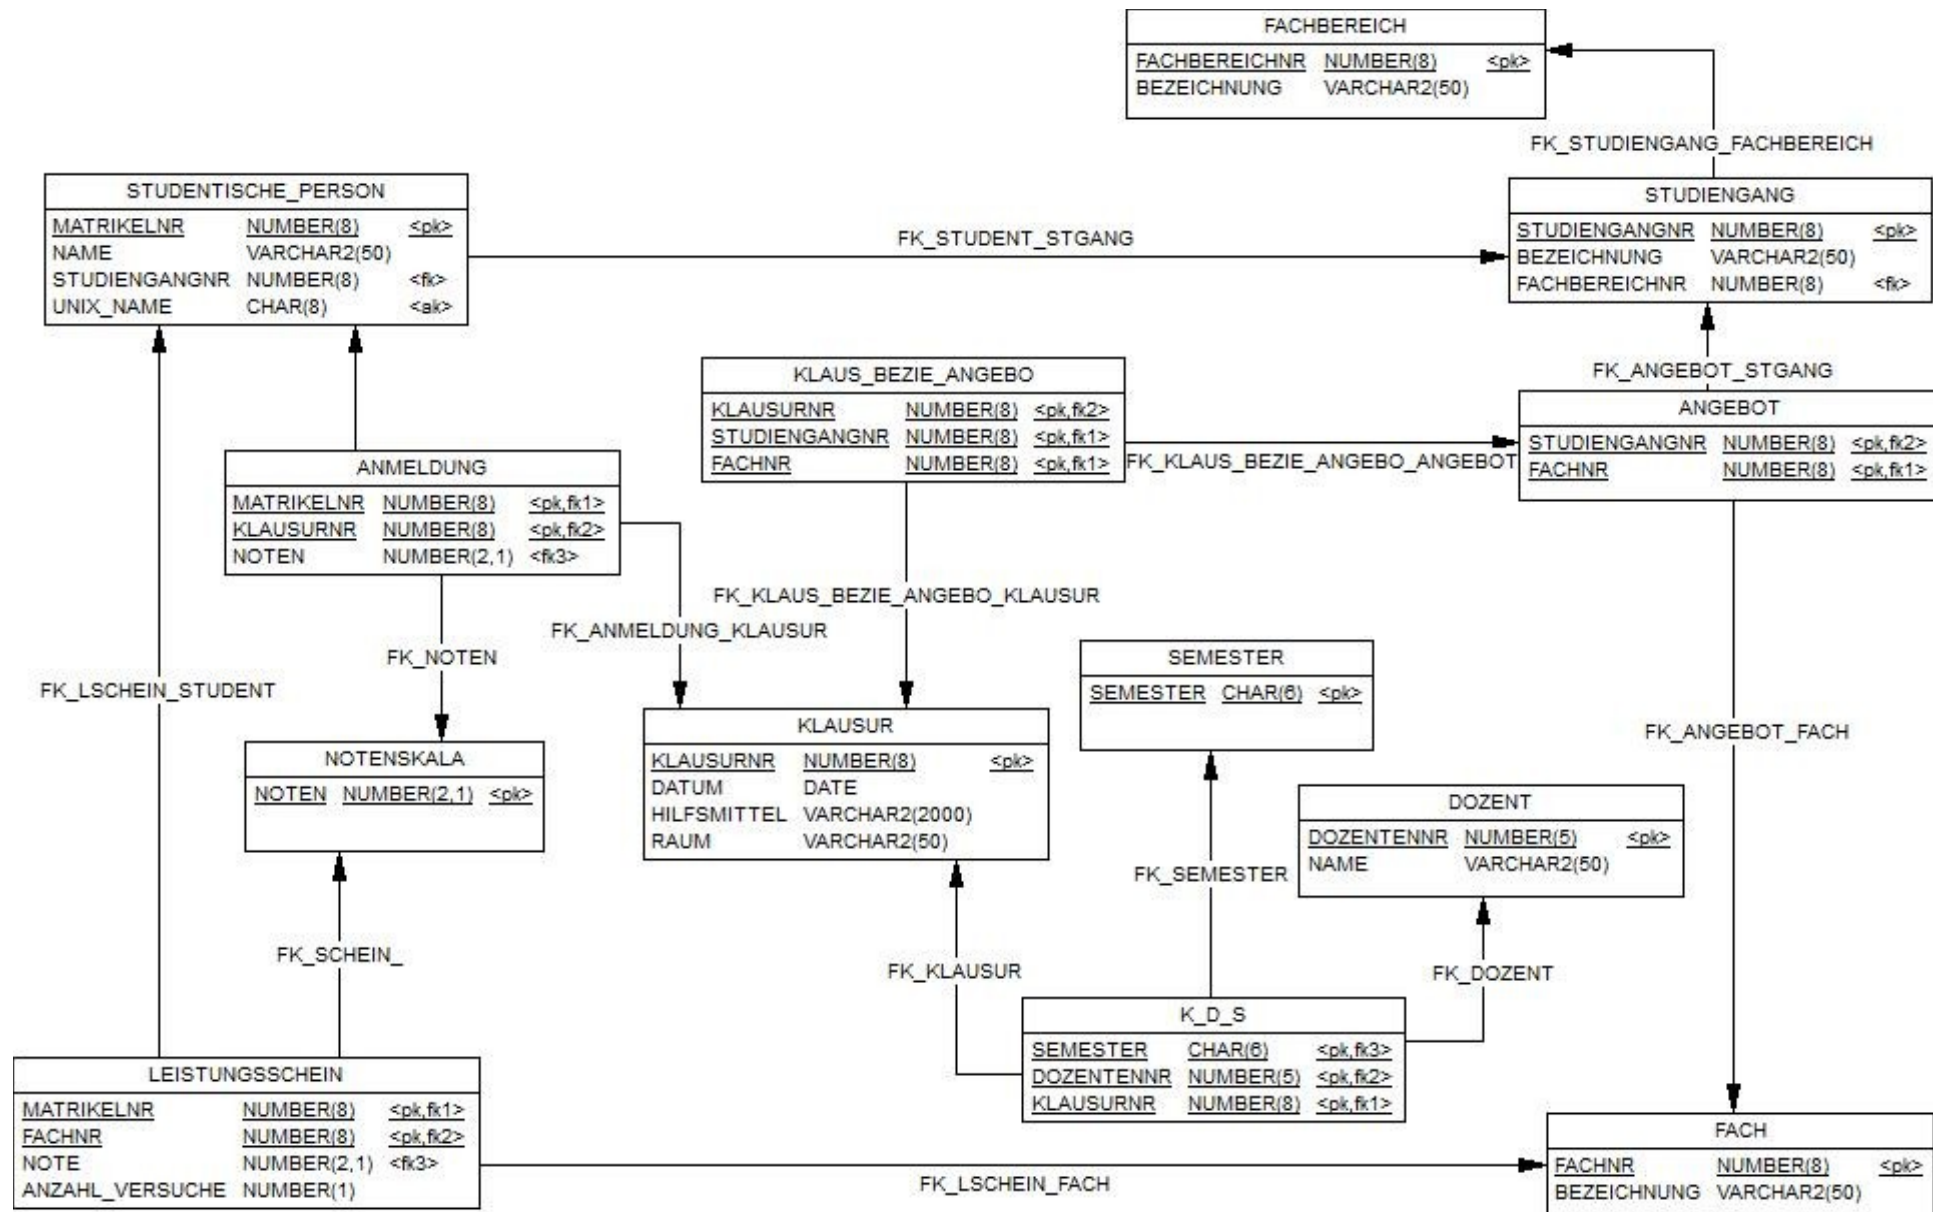 FACHBEREICH
FACHBEREICHNR NUMBER(8) <pk>
BEZEICHNUNG VARCHAR2(50)
FK_STUDIENGANG_FACHBEREICH
STUDENTISCHE_PERSON
MATRIKELNR NUMBER(8) <pk>
NAME VARCHAR2(50)
STUDIENGANGNR NUMBER(8) <fk>
UNIX_NAME CHAR(8) <ak>
FK_STUDENT_STGANG
STUDIENGANG
STUDIENGANGNR NUMBER(8) <pk>
BEZEICHNUNG VARCHAR2(50)
FACHBEREICHNR NUMBER(8) <fk>
KLAUS_BEZIE_ANGEBO
KLAUSURNR NUMBER(8) <pk,fk2>
STUDIENGANGNR NUMBER(8) <pk,fk1>
FACHNR NUMBER(8) <pk,fk1>
FK_KLAUS_BEZIE_ANGEBO_ANGEBOT
FK_ANGEBOT_STGANG
ANGEBOT
STUDIENGANGNR NUMBER(8) <pk,fk2>
FACHNR NUMBER(8) <pk,fk1>
ANMELDUNG
MATRIKELNR NUMBER(8) <pk,fk1>
KLAUSURNR NUMBER(8) <pk,fk2>
NOTEN NUMBER(2,1) <fk3>
FK_KLAUS_BEZIE_ANGEBO_KLAUSUR
FK_ANMELDUNG_KLAUSUR
FK_NOTEN
FK_LSCHEIN_STUDENT
SEMESTER
SEMESTER CHAR(6) <pk>
KLAUSUR
KLAUSURNR NUMBER(8) <pk>
DATUM DATE
HILFSMITTEL VARCHAR2(2000)
RAUM VARCHAR2(50)
FK_ANGEBOT_FACH
NOTENSKALA
NOTEN NUMBER(2,1) <pk>
DOZENT
DOZENTENNR NUMBER(5) <pk>
NAME VARCHAR2(50)
FK_SEMESTER
FK_SCHEIN_
FK_KLAUSUR
FK_DOZENT
K_D_S
SEMESTER CHAR(6) <pk,fk3>
DOZENTENNR NUMBER(5) <pk,fk2>
KLAUSURNR NUMBER(8) <pk,fk1>
LEISTUNGSSCHEIN
MATRIKELNR NUMBER(8) <pk,fk1>
FACHNR NUMBER(8) <pk,fk2>
NOTE NUMBER(2,1) <fk3>
ANZAHL_VERSUCHE NUMBER(1)
FK_LSCHEIN_FACH
FACH
FACHNR NUMBER(8) <pk>
BEZEICHNUNG VARCHAR2(50)